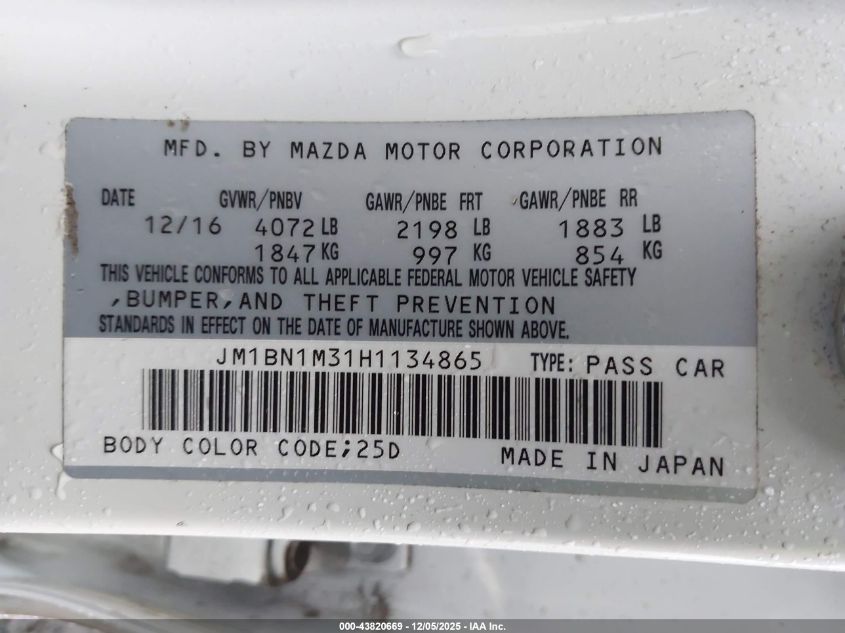 MFD. BY MAZDA MOTOR CORPORATION
DATE GVWR/PNBV GAWR/PNBE FRT GAWR/PNBE RR
12/16 4072 LB 2198 LB 1883 LB
1847 KG 997 KG 854 KG
THIS VEHICLE CONFORMS TO ALL APPLICABLE FEDERAL MOTOR VEHICLE SAFETY
,BUMPER,AND THEFT PREVENTION
STANDARDS IN EFFECT ON THE DATE OF MANUFACTURE SHOWN ABOVE.
JM1BN1M31H1134865 TYPE: PASS CAR
BODY COLOR CODE;25D MADE IN JAPAN
000-43820669 - 12/05/2025 - IAA Inc.